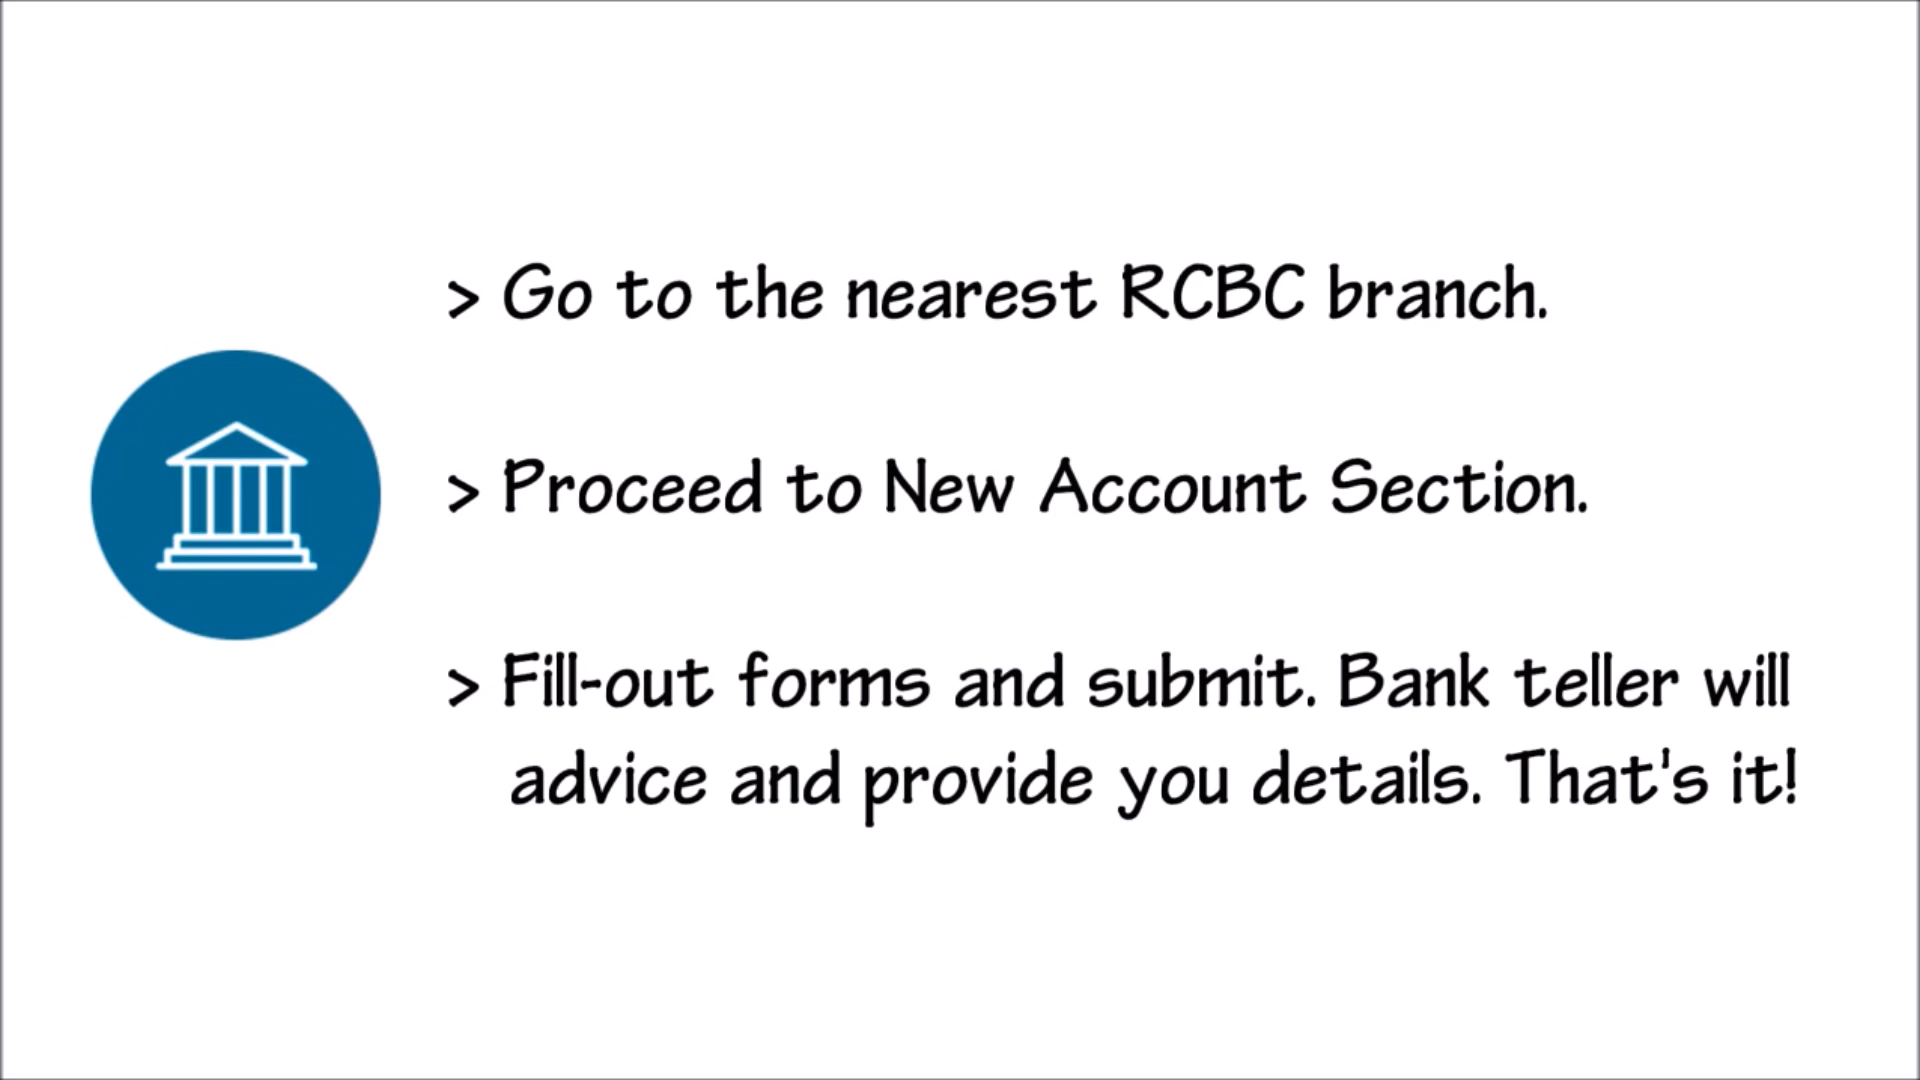 > Go to the nearest RCBC branch.
> Proceed to New Account Section.
> Fill-out forms and submit. Bank teller will
advice and provide you details. That's it!